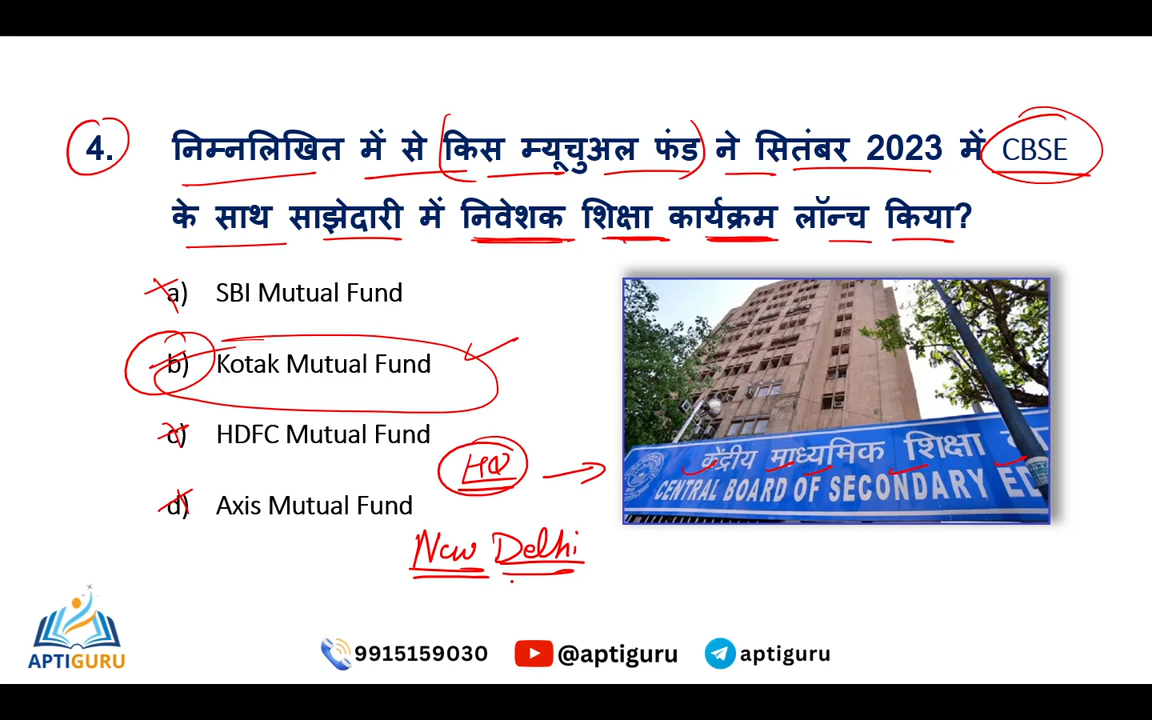 4. निम्नलिखित में से किस म्यूचुअल फंड ने सितंबर 2023 में CBSE
के साथ साझेदारी में निवेशक शिक्षा कार्यक्रम लॉन्च किया?
a) SBI Mutual Fund
b) Kotak Mutual Fund
c) HDFC Mutual Fund
d) Axis Mutual Fund
HQ
New Delhi
केंद्रीय माध्यमिक शिक्षा
CENTRAL BOARD OF SECONDARY ED
APTIGURU
9915159030
@aptiguru
aptiguru